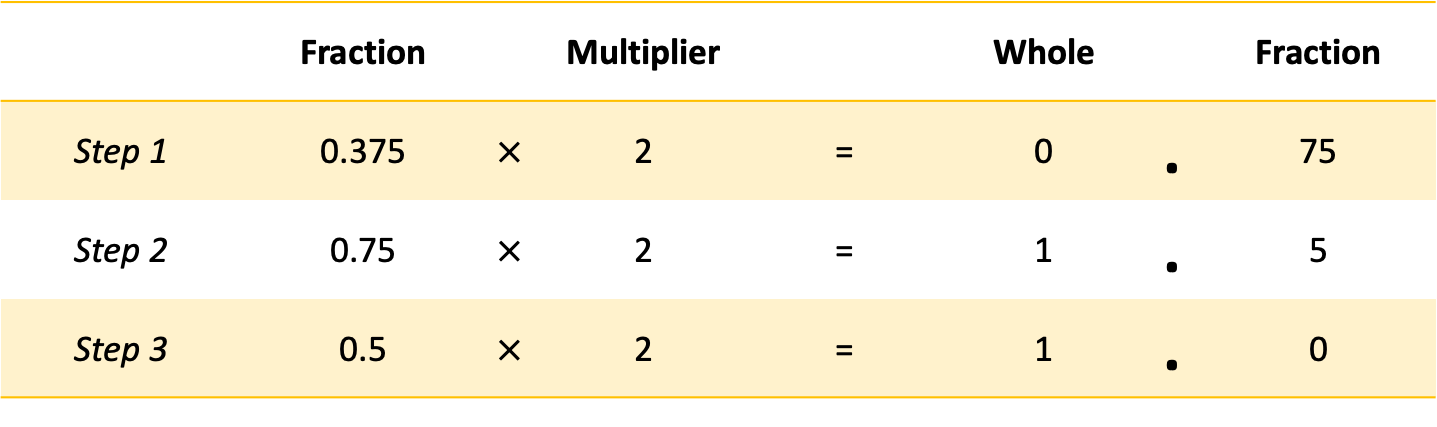 Fraction Multiplier Whole Fraction
Step 1 0.375 × 2 = 0 . 75
Step 2 0.75 × 2 = 1 . 5
Step 3 0.5 × 2 = 1 . 0